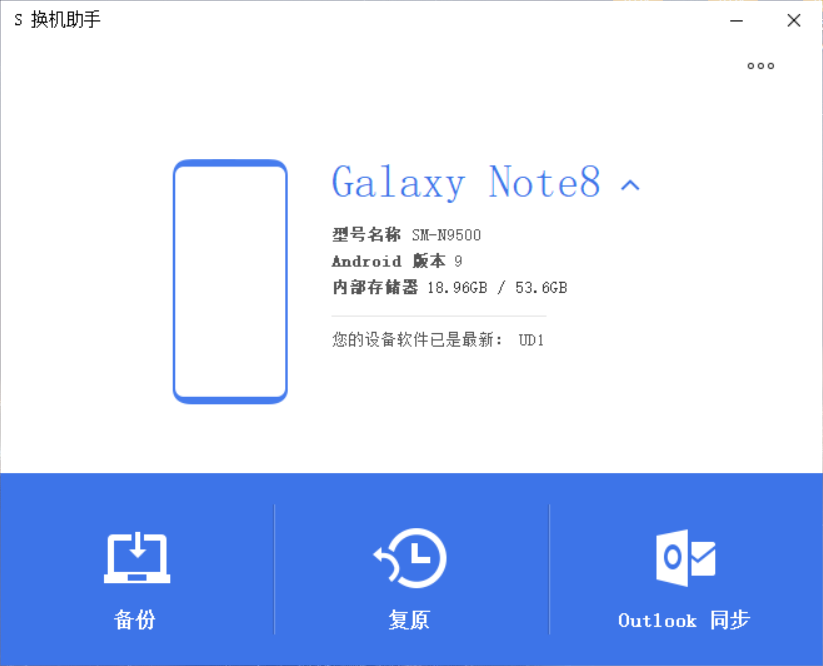 S 换机助手
Galaxy Note8
型号名称 SM-N9500
Android 版本 9
内部存储器 18.96GB / 53.6GB
您的设备软件已是最新： UD1
备份
复原
Outlook 同步